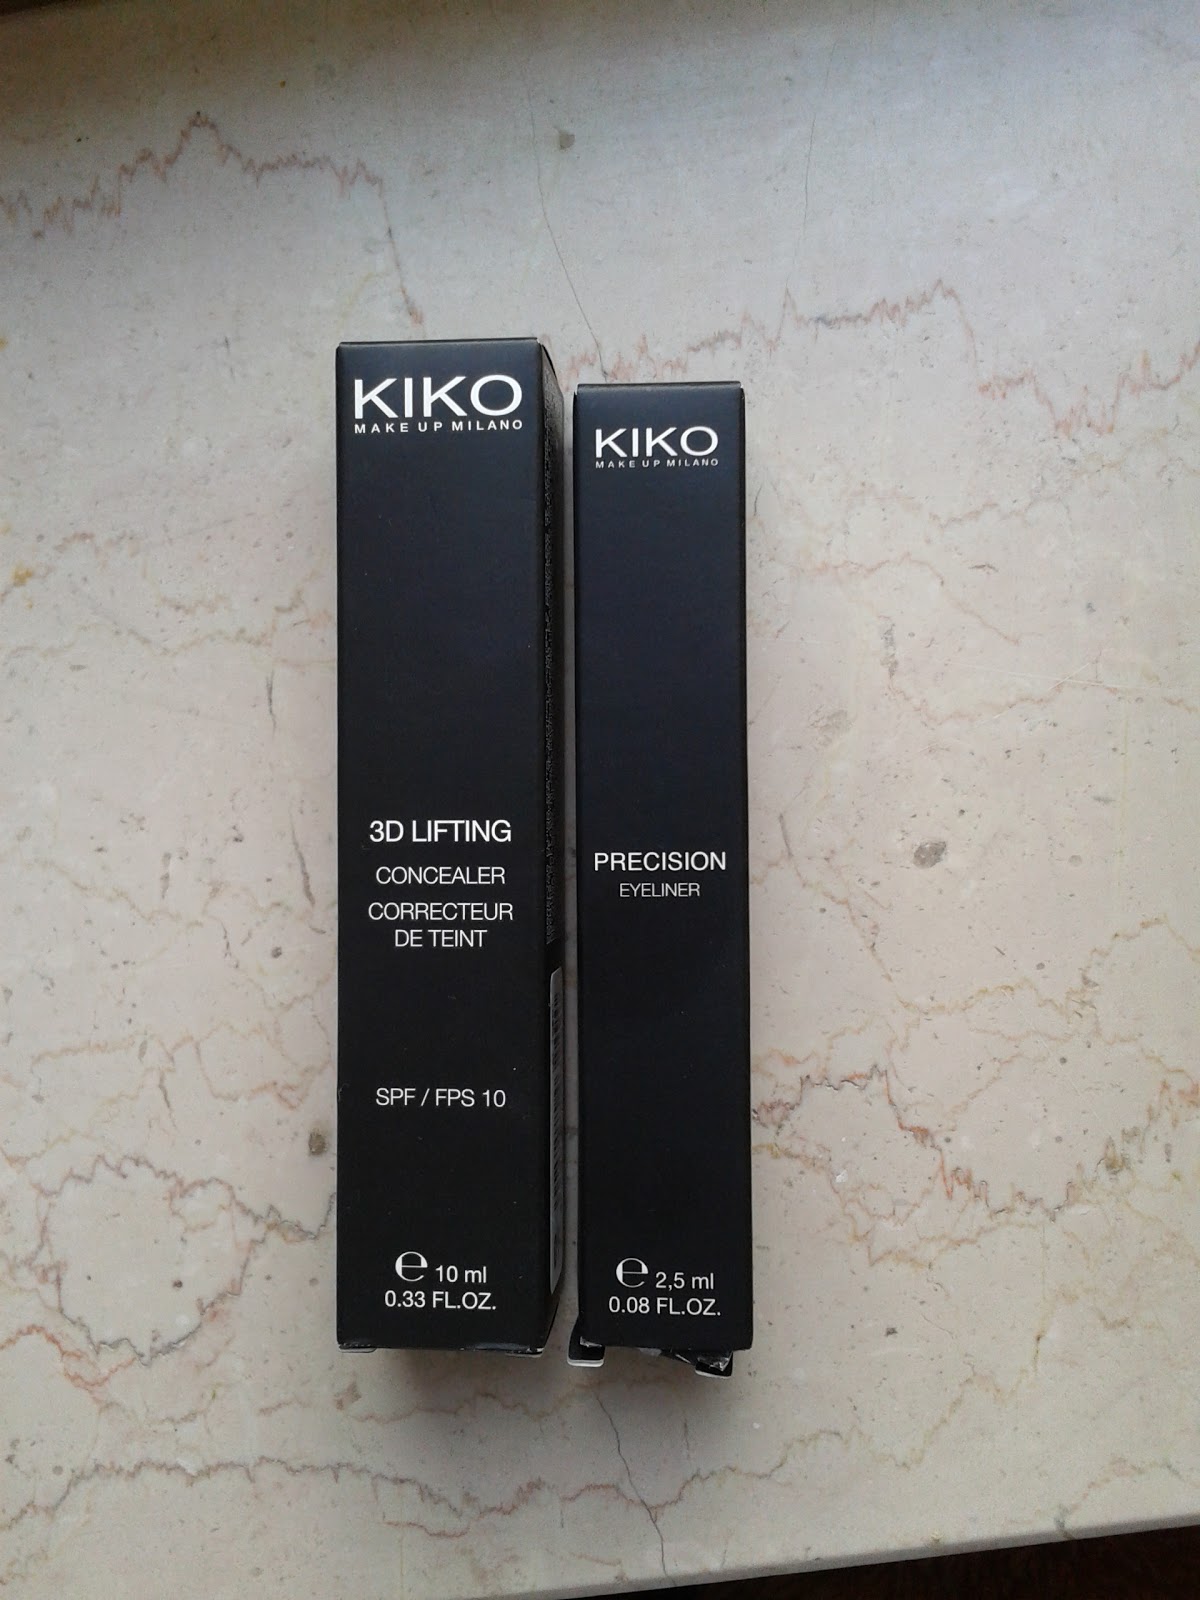 KIKO
MAKE UP MILANO
3D LIFTING
CONCEALER
CORRECTEUR
DE TEINT
SPF / FPS 10
℮ 10 ml
0.33 FL.OZ.
KIKO
MAKE UP MILANO
PRECISION
EYELINER
℮ 2,5 ml
0.08 FL.OZ.